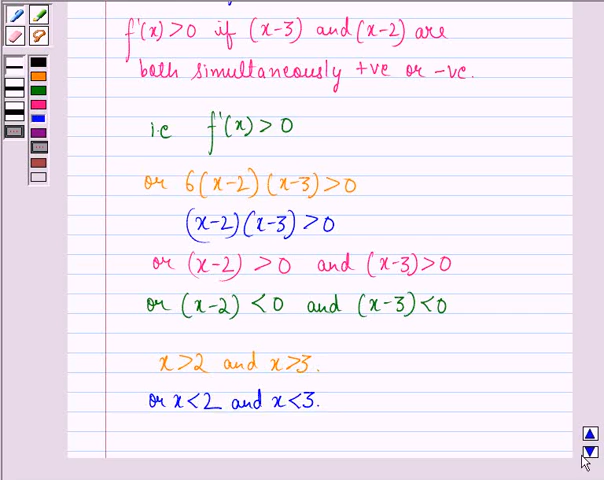 f'(x) > 0 if (x-3) and (x-2) are
both simultaneously +ve or -ve.
i.e f'(x) > 0
or 6(x-2)(x-3) > 0
(x-2)(x-3) > 0
or (x-2) > 0 and (x-3) > 0
or (x-2) < 0 and (x-3) < 0
x > 2 and x > 3.
or x < 2 and x < 3.